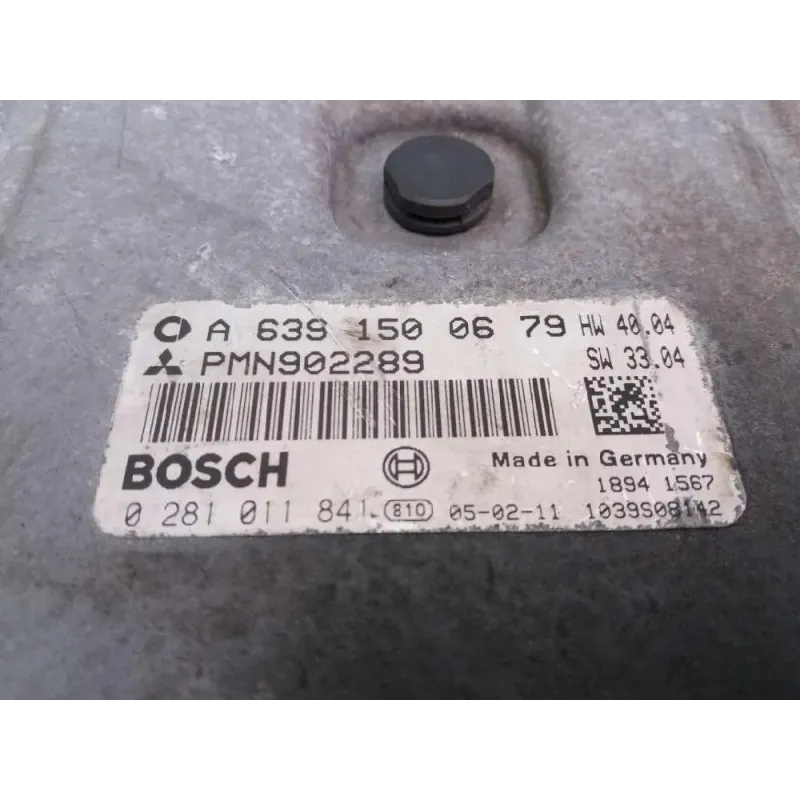 A 639 150 06 79 HW 40.04
PMN902289 SW 33.04
BOSCH Made in Germany
1894 1567
0 281 011 841 810 05-02-11 1039S08142